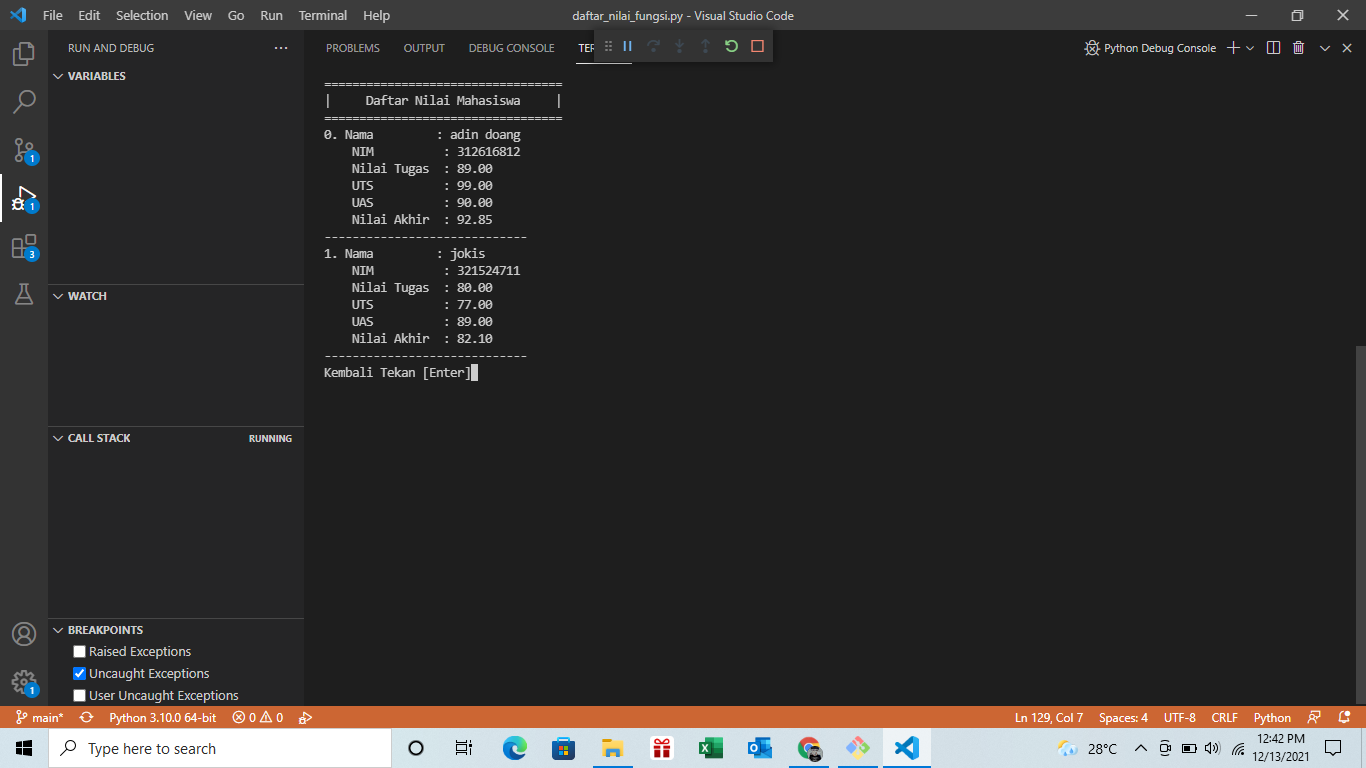 File Edit Selection View Go Run Terminal Help daftar_nilai_fungsi.py - Visual Studio Code
RUN AND DEBUG
VARIABLES
WATCH
CALL STACK RUNNING
BREAKPOINTS
Raised Exceptions
Uncaught Exceptions
User Uncaught Exceptions
1
1
3
1
PROBLEMS OUTPUT DEBUG CONSOLE TER Python Debug Console
==================================
| Daftar Nilai Mahasiswa |
==================================
0. Nama : adin doang
NIM : 312616812
Nilai Tugas : 89.00
UTS : 99.00
UAS : 90.00
Nilai Akhir : 92.85
-----------------------------
1. Nama : jokis
NIM : 321524711
Nilai Tugas : 80.00
UTS : 77.00
UAS : 89.00
Nilai Akhir : 82.10
-----------------------------
Kembali Tekan [Enter]
main* Python 3.10.0 64-bit 0 0 Ln 129, Col 7 Spaces: 4 UTF-8 CRLF Python
Type here to search 28°C 12:42 PM
12/13/2021